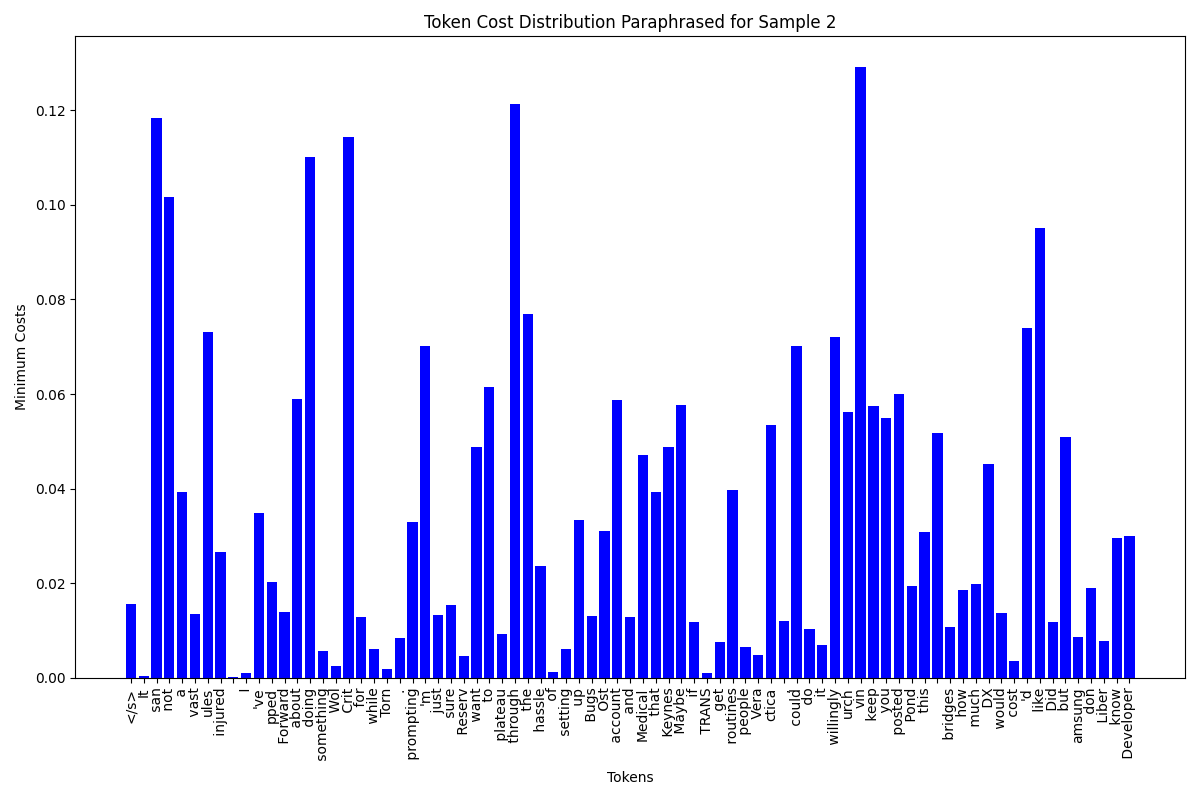 Token Cost Distribution Paraphrased for Sample 2
Minimum Costs
0.12
0.10
0.08
0.06
0.04
0.02
0.00
</s>
It
san
not
a
vast
ules
injured
I
've
pped
Forward
about
doing
something
Wol
Crit
for
while
Torn
.
prompting
'm
just
sure
Reserv
want
to
plateau
through
the
hassle
of
setting
up
Bugs
Ost
account
and
Medical
that
Keynes
Maybe
if
TRANS
get
routines
people
Vera
ctica
could
do
it
willingly
urch
vin
keep
you
posted
Pond
this
bridges
how
much
DX
would
cost
'd
like
Did
but
amsung
don
Liber
know
Developer
Tokens